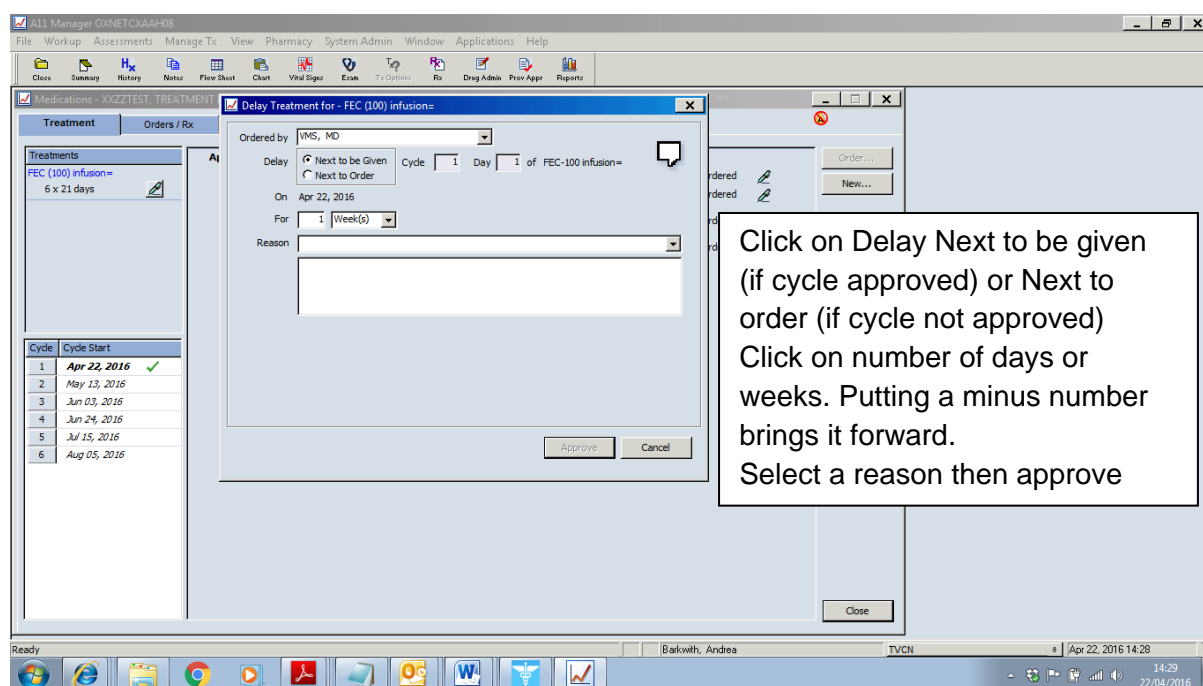 A11 Manager OXNETCXAAH08
File Workup Assessments Manage Tx View Pharmacy System Admin Window Applications Help
Close Summary History Notes Flow Sheet Chart Vital Signs Exam Tx Options Rx Drug Admin Prov Appr Reports
Medications - XXZZTEST, TREATMENT
Delay Treatment for - FEC (100) infusion=
Treatment Orders / Rx
Ordered by VMS, MD
Treatments
FEC (100) infusion=
6 x 21 days
Delay Next to be Given Cycle 1 Day 1 of FEC-100 infusion=
Next to Order
On Apr 22, 2016
For 1 Week(s)
Reason
Order...
New...
Click on Delay Next to be given
(if cycle approved) or Next to
order (if cycle not approved)
Click on number of days or
weeks. Putting a minus number
brings it forward.
Select a reason then approve
Cycle Cycle Start
1 Apr 22, 2016
2 May 13, 2016
3 Jun 03, 2016
4 Jun 24, 2016
5 Jul 15, 2016
6 Aug 05, 2016
Approve Cancel
Close
Ready Barkwith, Andrea TVCN Apr 22, 2016 14:28
14:29
22/04/2016